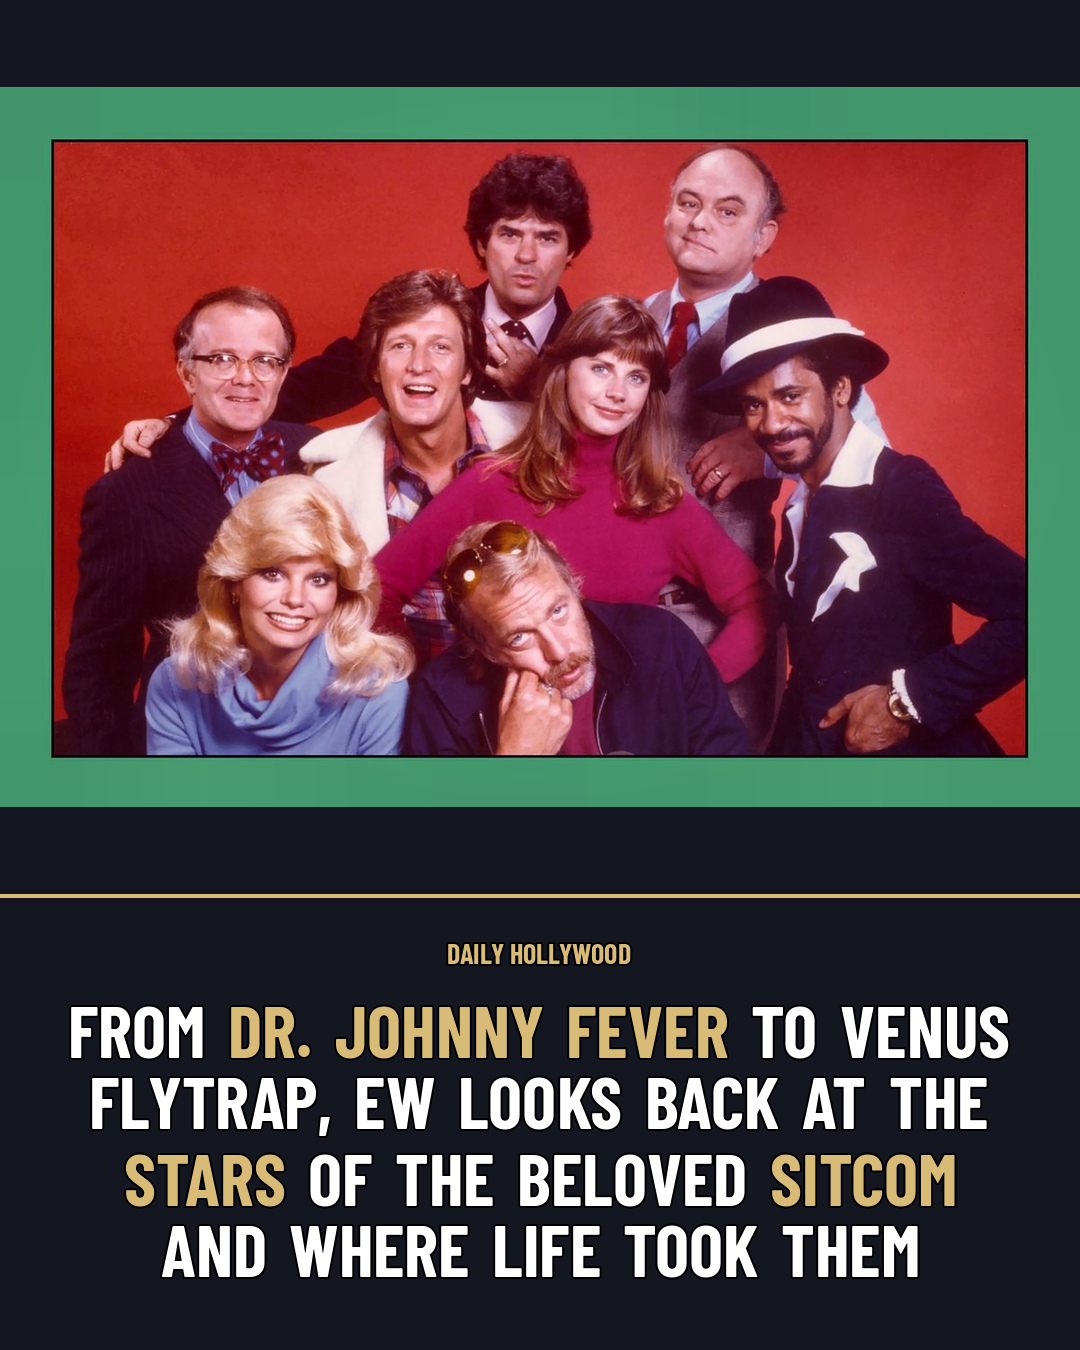 DAILY HOLLYWOOD
FROM DR. JOHNNY FEVER TO VENUS
FLYTRAP, EW LOOKS BACK AT THE
STARS OF THE BELOVED SITCOM
AND WHERE LIFE TOOK THEM